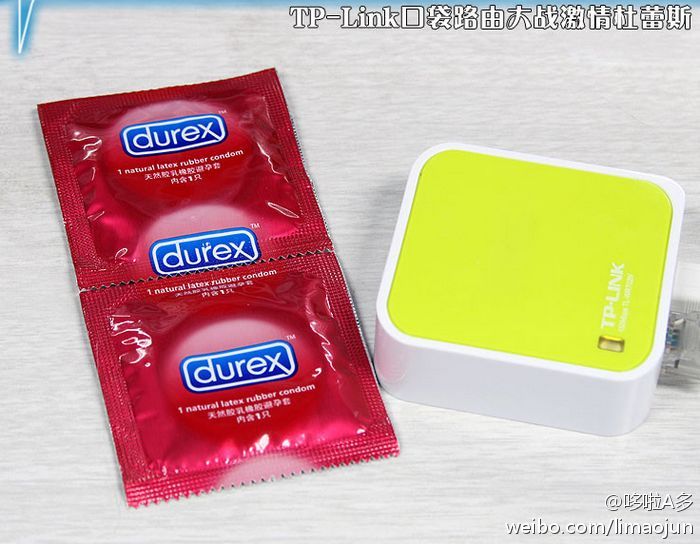 TP-Link口袋路由大战激情杜蕾斯
durex
™
1 natural latex rubber condom
天然胶乳橡胶避孕套
内含1只
durex
™
1 natural latex rubber condom
天然胶乳橡胶避孕套
内含1只
durex
1 natural latex rubber condom
天然胶乳橡胶避孕套
内含1只
TP-LINK
@哆啦A多
weibo.com/limaojun